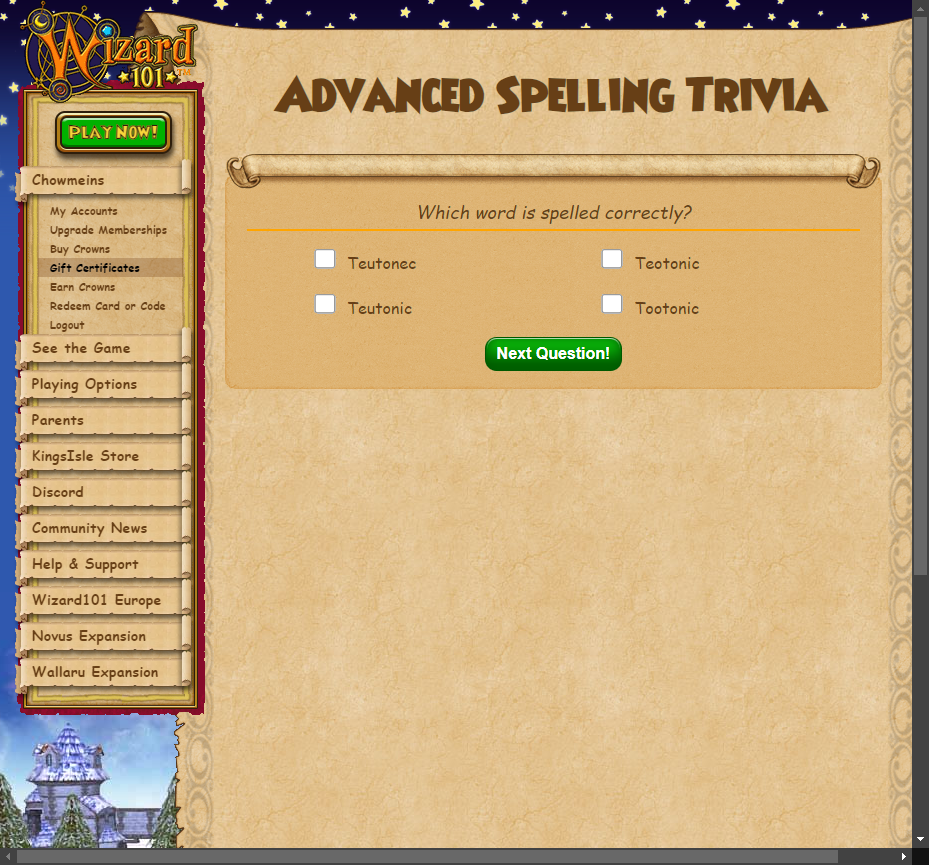 Wizard
101
TM
PLAY NOW!
Chowmeins
My Accounts
Upgrade Memberships
Buy Crowns
Gift Certificates
Earn Crowns
Redeem Card or Code
Logout
See the Game
Playing Options
Parents
KingsIsle Store
Discord
Community News
Help & Support
Wizard101 Europe
Novus Expansion
Wallaru Expansion
Advanced Spelling Trivia
Which word is spelled correctly?
Teutonec
Teotonic
Teutonic
Tootonic
Next Question!